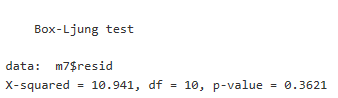 Box-Ljung test
data:  m7$resid
X-squared = 10.941, df = 10, p-value = 0.3621